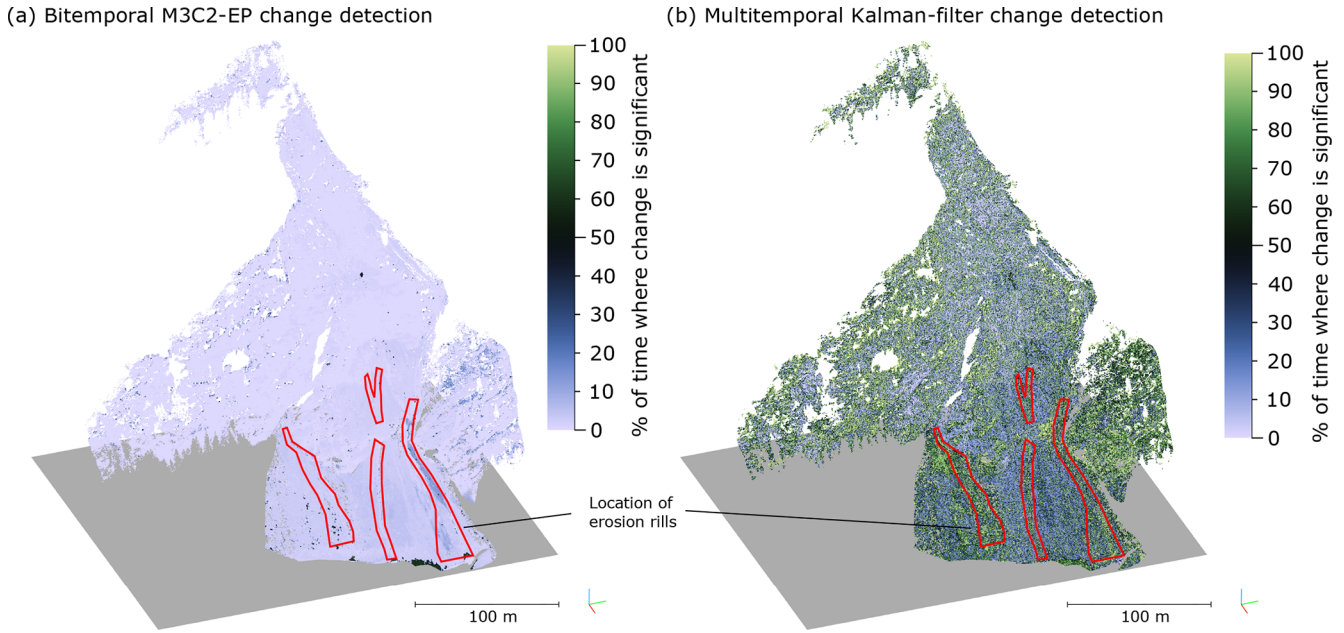 (a) Bitemporal M3C2-EP change detection
100
90
80
70
60
50
40
30
20
10
0
% of time where change is significant
100 m
Location of
erosion rills
(b) Multitemporal Kalman-filter change detection
100
90
80
70
60
50
40
30
20
10
0
% of time where change is significant
100 m